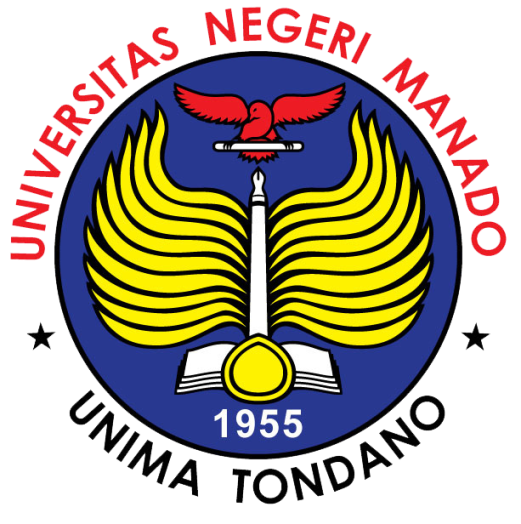 UNIVERSITAS NEGERI MANADO
1955
UNIMA TONDANO